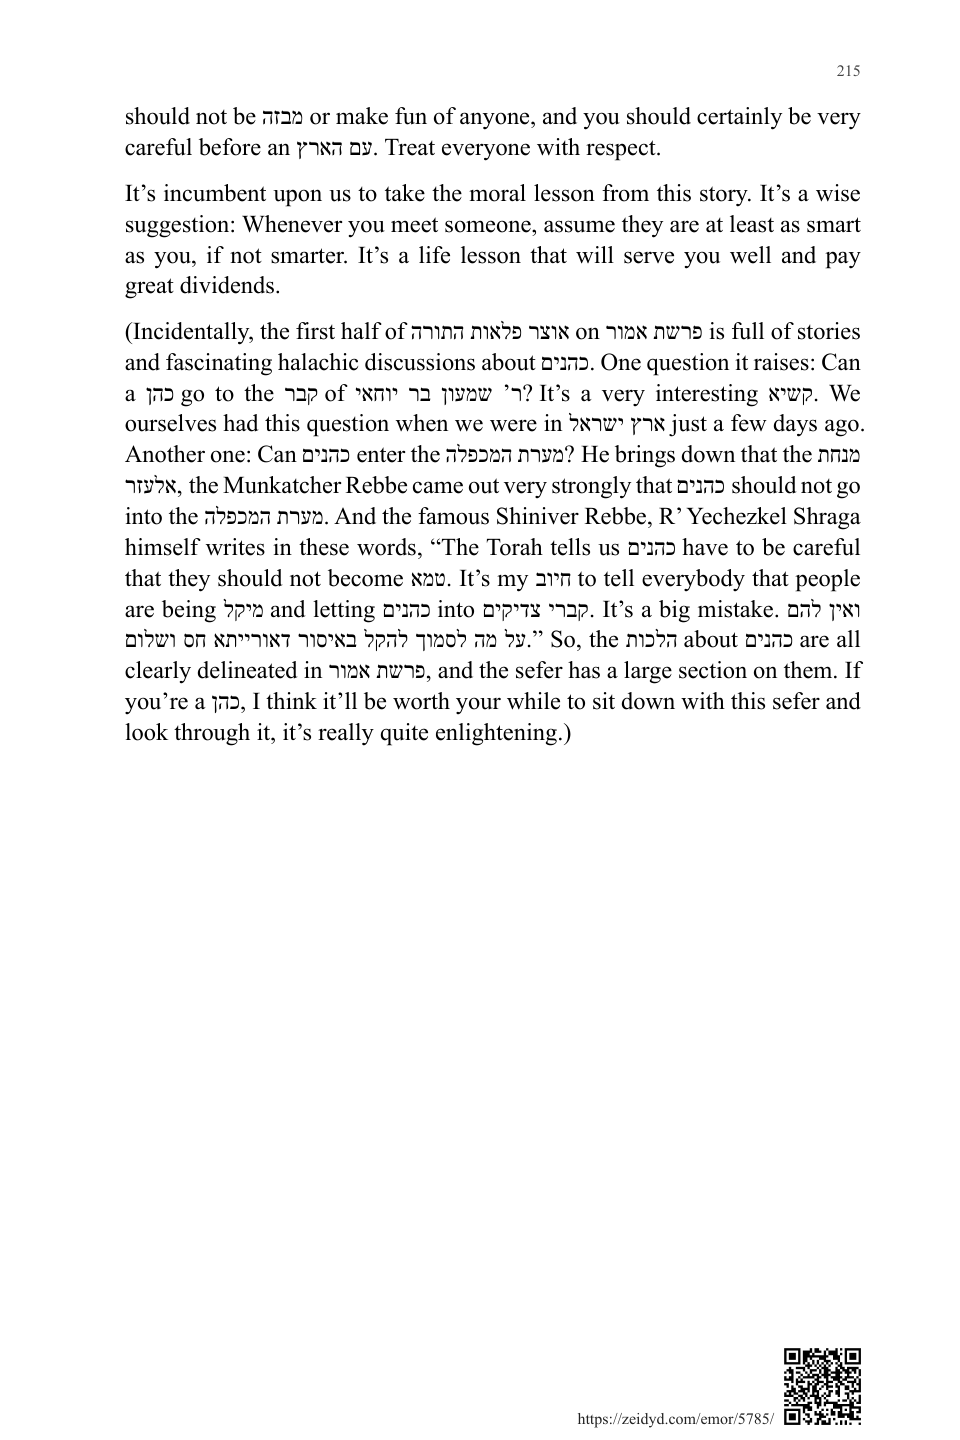 215
should not be מבזה or make fun of anyone, and you should certainly be very
careful before an עם הארץ. Treat everyone with respect.
It’s incumbent upon us to take the moral lesson from this story. It’s a wise
suggestion: Whenever you meet someone, assume they are at least as smart
as you, if not smarter. It’s a life lesson that will serve you well and pay
great dividends.
(Incidentally, the first half of אוצר פלאות התורה on פרשת אמור is full of stories
and fascinating halachic discussions about כהנים. One question it raises: Can
a כהן go to the קבר of ר’ שמעון בר יוחאי? It’s a very interesting קשיא. We
ourselves had this question when we were in ארץ ישראל just a few days ago.
Another one: Can כהנים enter the מערת המכפלה? He brings down that the מנחת
אלעזר, the Munkatcher Rebbe came out very strongly that כהנים should not go
into the מערת המכפלה. And the famous Shiniver Rebbe, R’ Yechezkel Shraga
himself writes in these words, “The Torah tells us כהנים have to be careful
that they should not become טמא. It’s my חיוב to tell everybody that people
are being מיקל and letting כהנים into קברי צדיקים. It’s a big mistake. ואין להם
על מה לסמוך להקל באיסור דאורייתא חס ושלום.” So, the הלכות about כהנים are all
clearly delineated in פרשת אמור, and the sefer has a large section on them. If
you’re a כהן, I think it’ll be worth your while to sit down with this sefer and
look through it, it’s really quite enlightening.)
https://zeidyd.com/emor/5785/